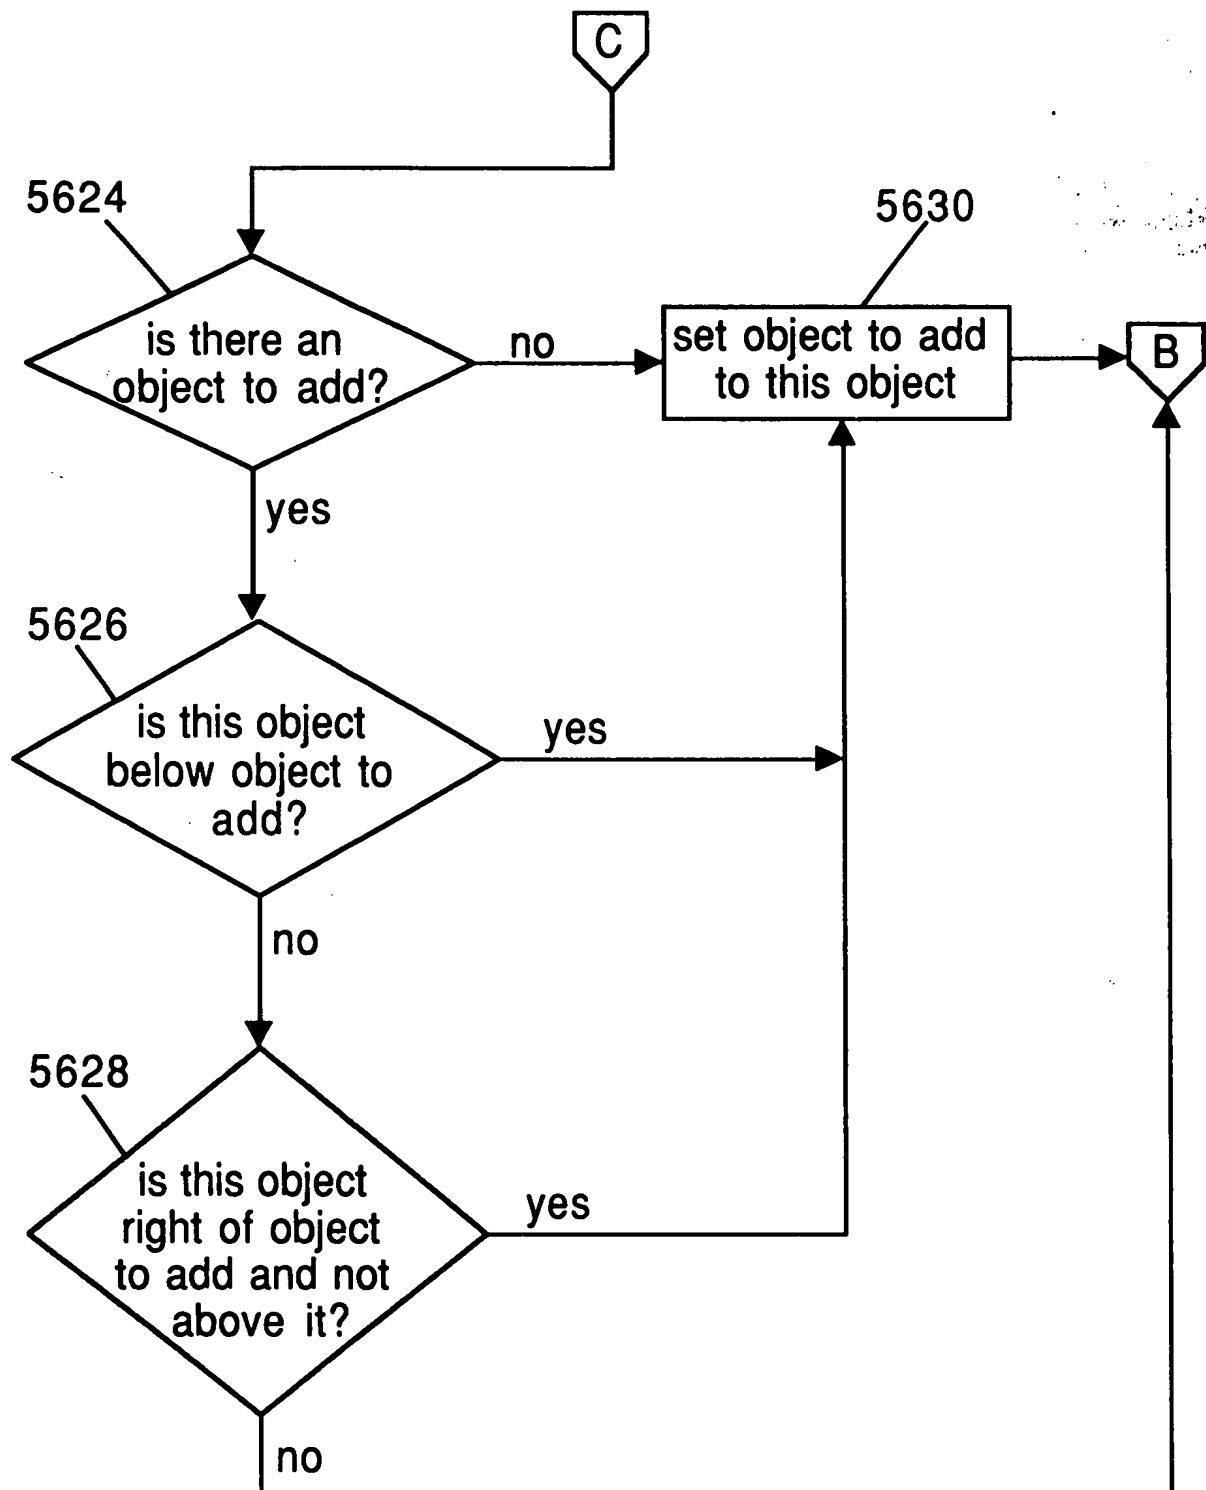 C
5624
5630
is there an
object to add?
no
set object to add
to this object
B
yes
5626
is this object
below object to
add?
yes
no
5628
is this object
right of object
to add and not
above it?
yes
no